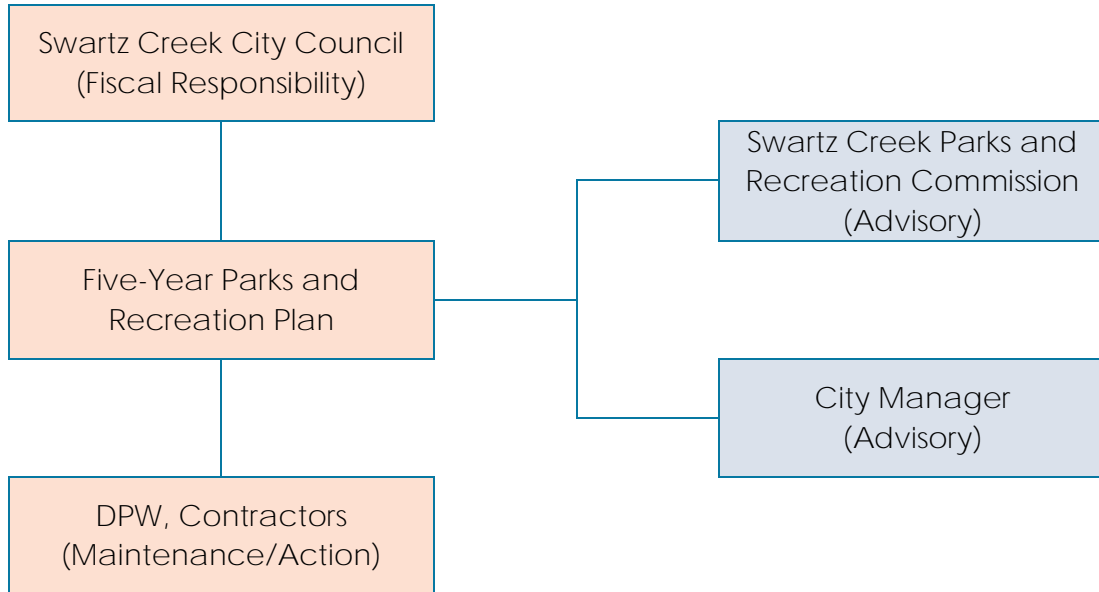 Swartz Creek City Council
(Fiscal Responsibility)
Swartz Creek Parks and
Recreation Commission
(Advisory)
Five-Year Parks and
Recreation Plan
City Manager
(Advisory)
DPW, Contractors
(Maintenance/Action)